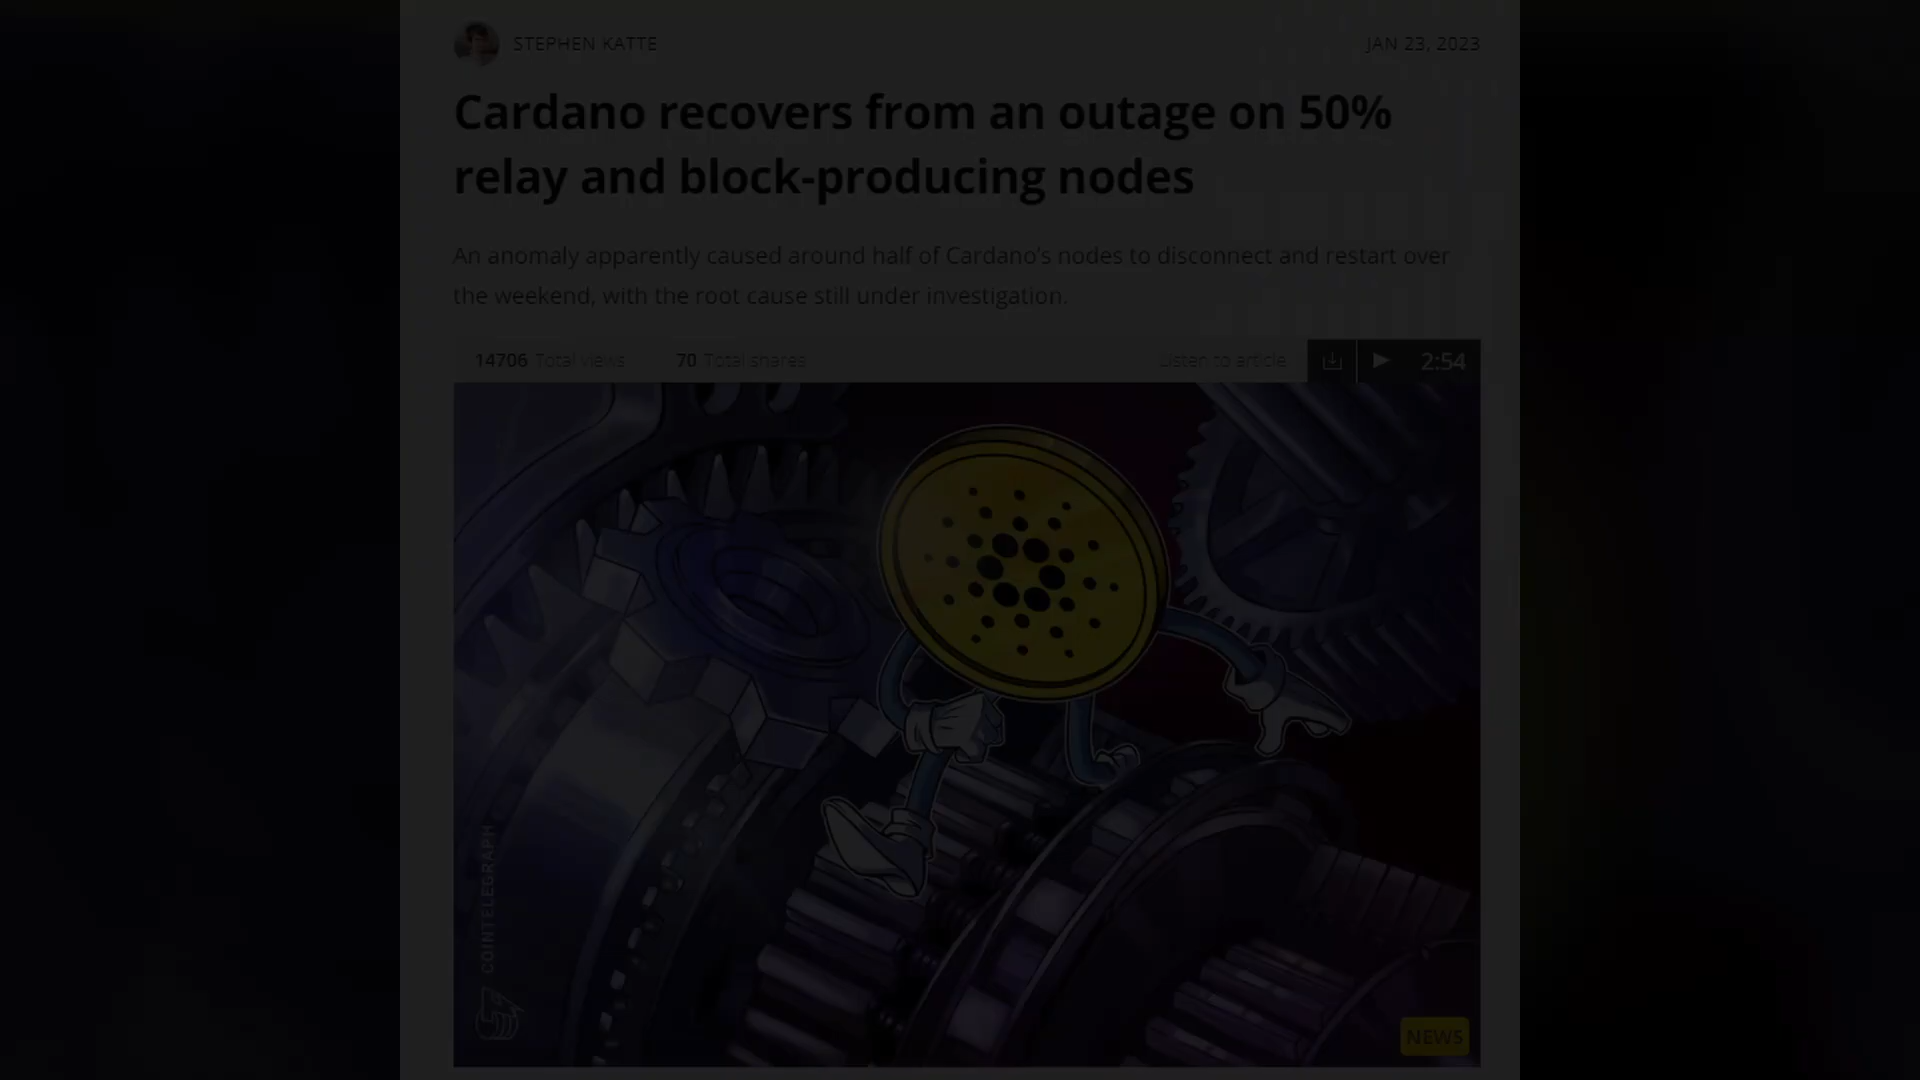 STEPHEN KATTE
JAN 23, 2023
Cardano recovers from an outage on 50%
relay and block-producing nodes
An anomaly apparently caused around half of Cardano's nodes to disconnect and restart over
the weekend, with the root cause still under investigation.
14706 Total views 70 Total shares Listen to article 2:54
COINTELEGRAPH
NEWS